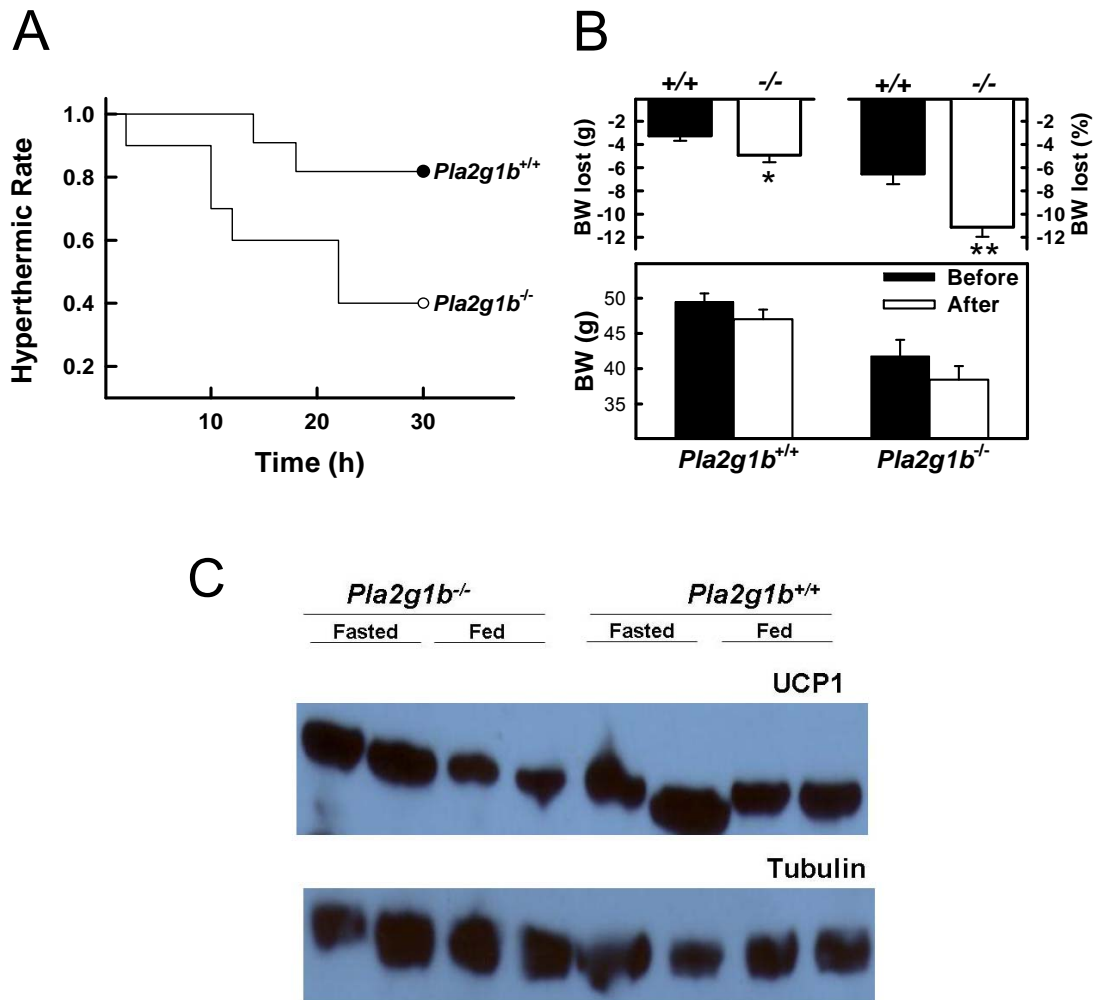 A
Hyperthermic Rate
1.0
0.8
0.6
0.4
0.2
10 20 30
Time (h)
Pla2g1b+/+
Pla2g1b-/-
B
+/+ -/- +/+ -/-
BW lost (g)
-2
-4
-6
-8
-10
-12
*
**
-2
-4
-6
-8
-10
-12
BW lost (%)
Before
After
BW (g)
50
45
40
35
Pla2g1b+/+ Pla2g1b-/-
C
Pla2g1b-/- Pla2g1b+/+
Fasted Fed Fasted Fed
UCP1
Tubulin